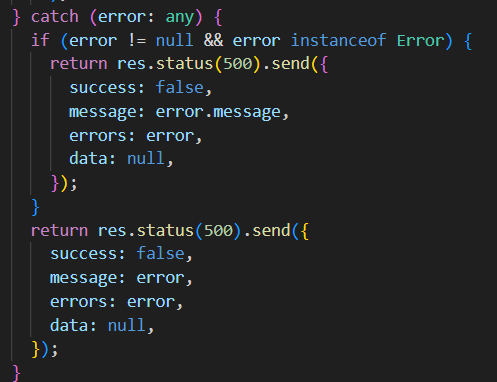 } catch (error: any) {
if (error != null && error instanceof Error) {
return res.status(500).send({
success: false,
message: error.message,
errors: error,
data: null,
});
}
return res.status(500).send({
success: false,
message: error,
errors: error,
data: null,
});
}